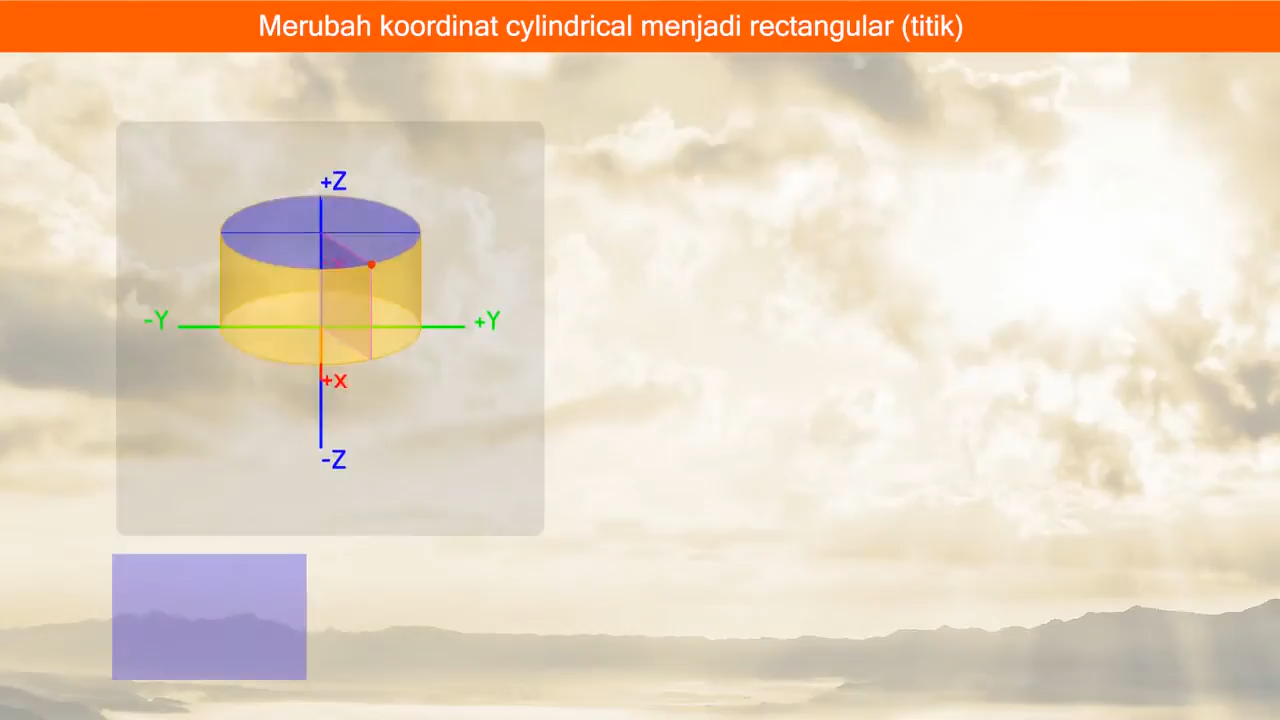 Merubah koordinat cylindrical menjadi rectangular (titik)
+Z
-Y
+Y
+X
-Z